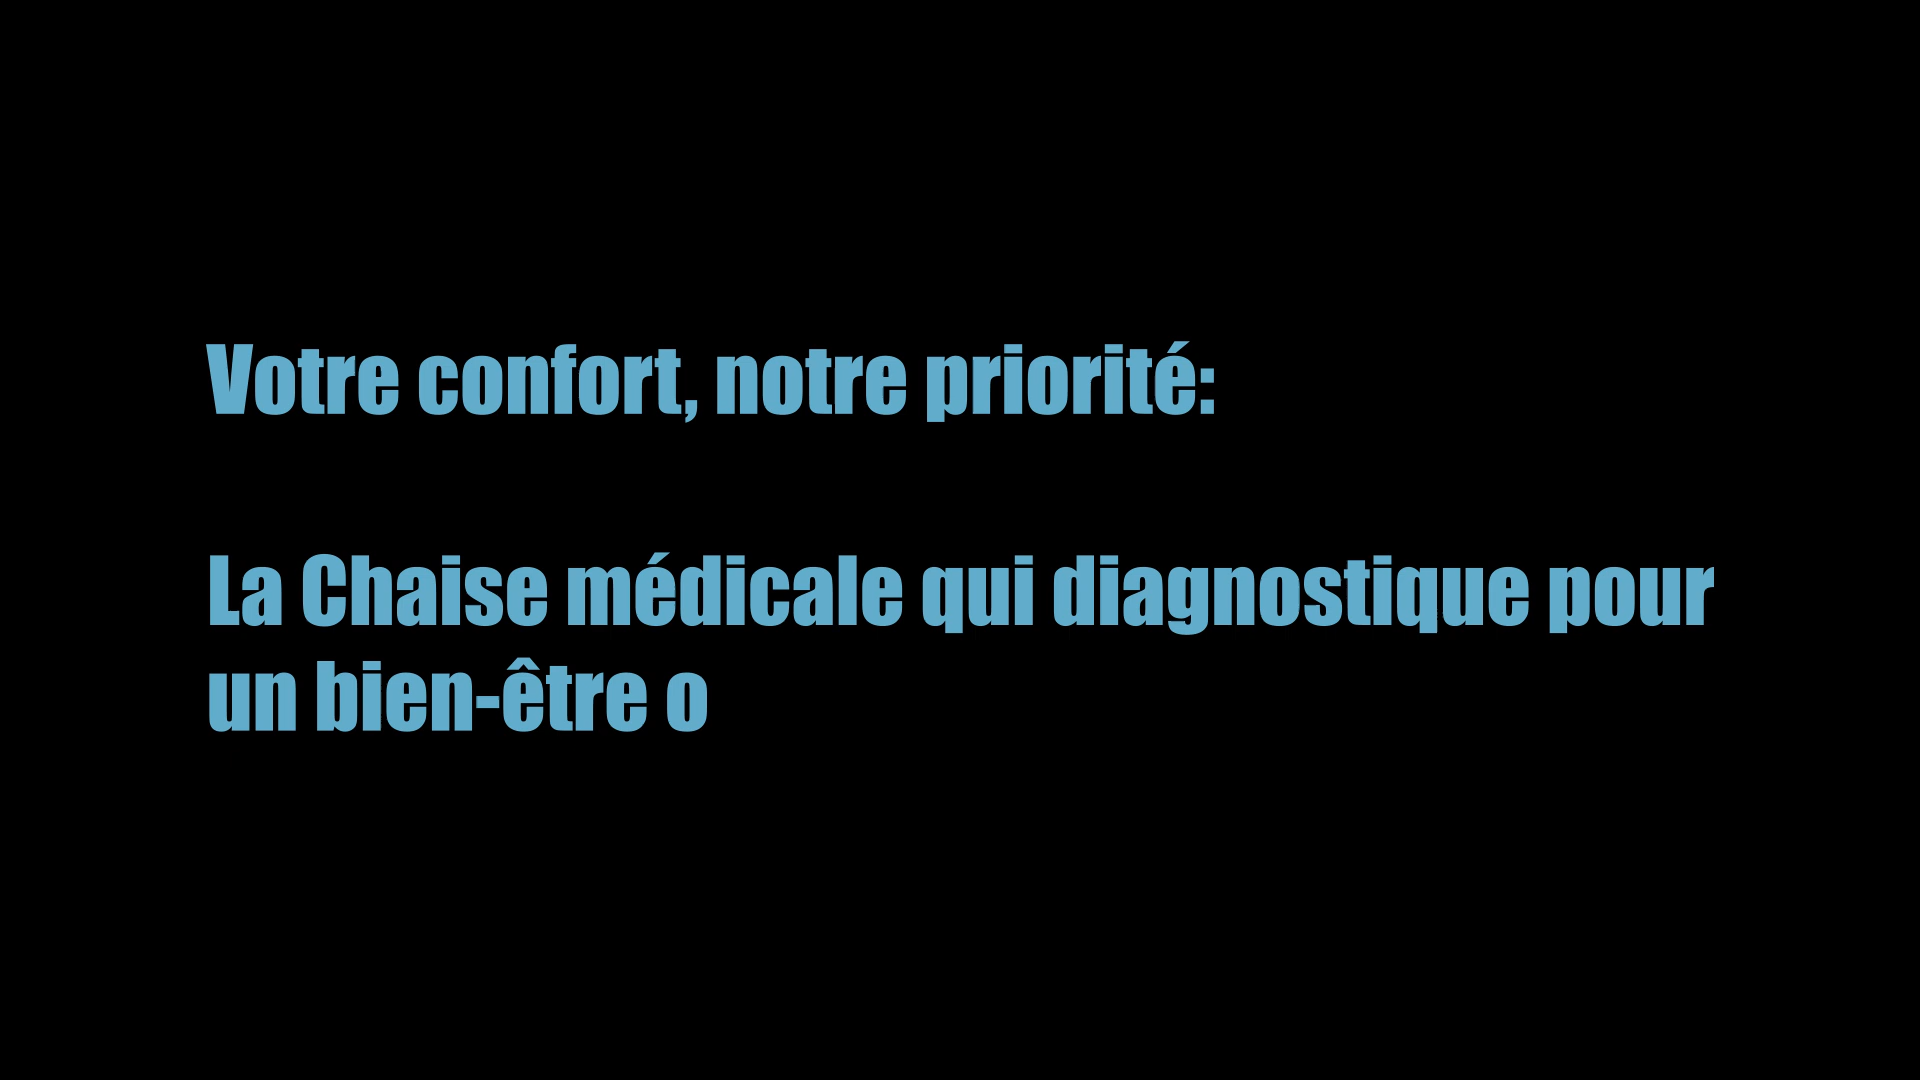 Votre confort, notre priorité:
La Chaise médicale qui diagnostique pour
un bien-être o